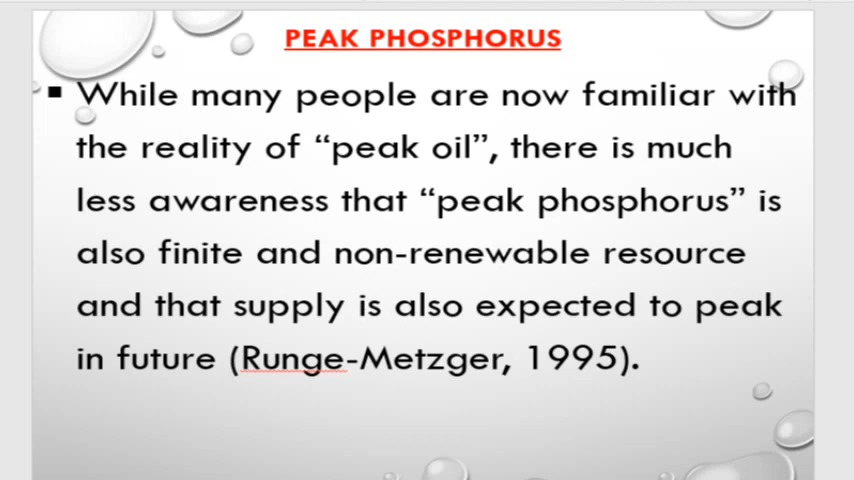 PEAK PHOSPHORUS
▪ While many people are now familiar with
the reality of “peak oil”, there is much
less awareness that “peak phosphorus” is
also finite and non-renewable resource
and that supply is also expected to peak
in future (Runge-Metzger, 1995).